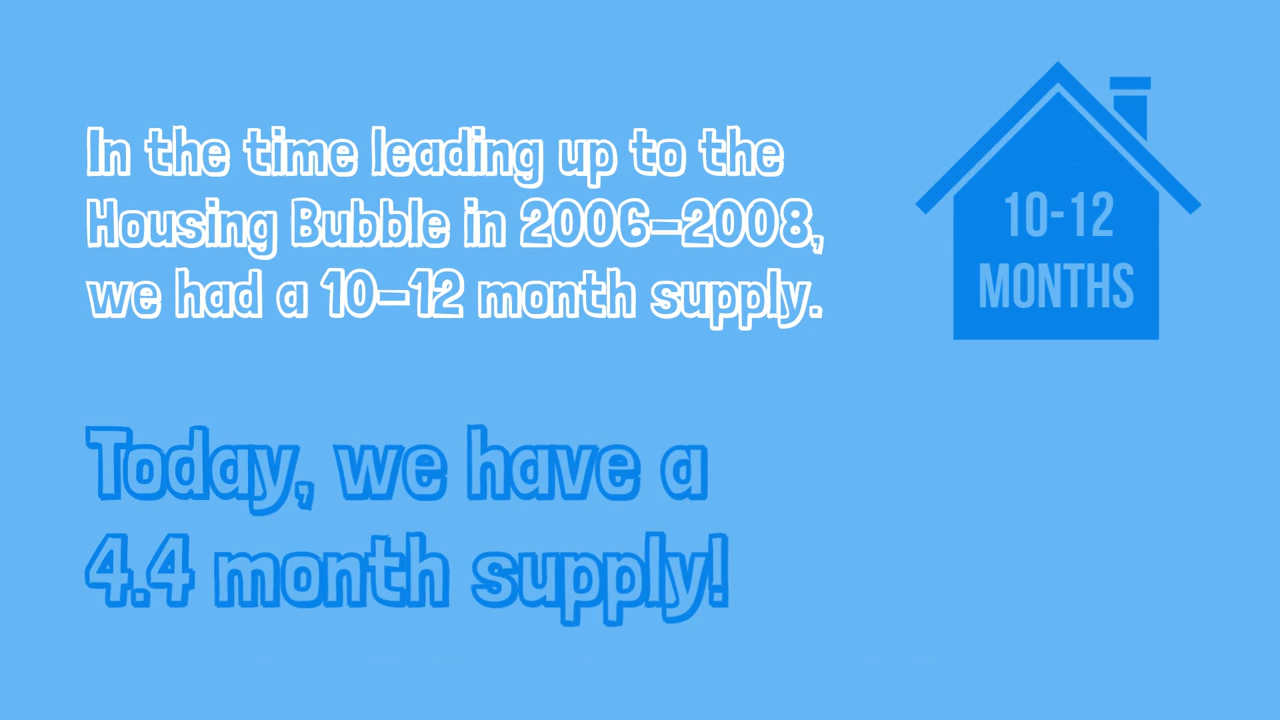 In the time leading up to the
Housing Bubble in 2006-2008,
we had a 10-12 month supply.
10-12
MONTHS
Today, we have a
4.4 month supply!